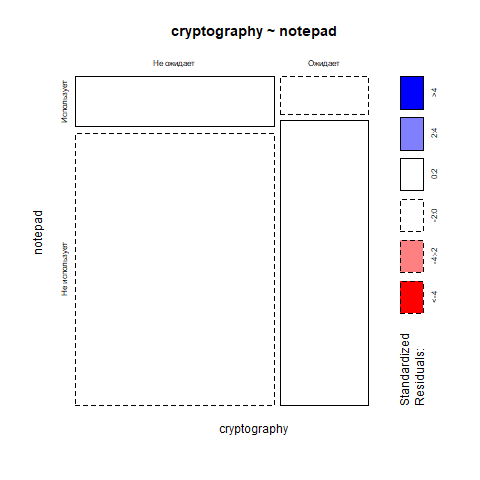 cryptography ~ notepad
Не ожидает
Ожидает
Использует
Не использует
notepad
cryptography
Standardized
Residuals:
<-4
-4:-2
-2:0
0:2
2:4
>4